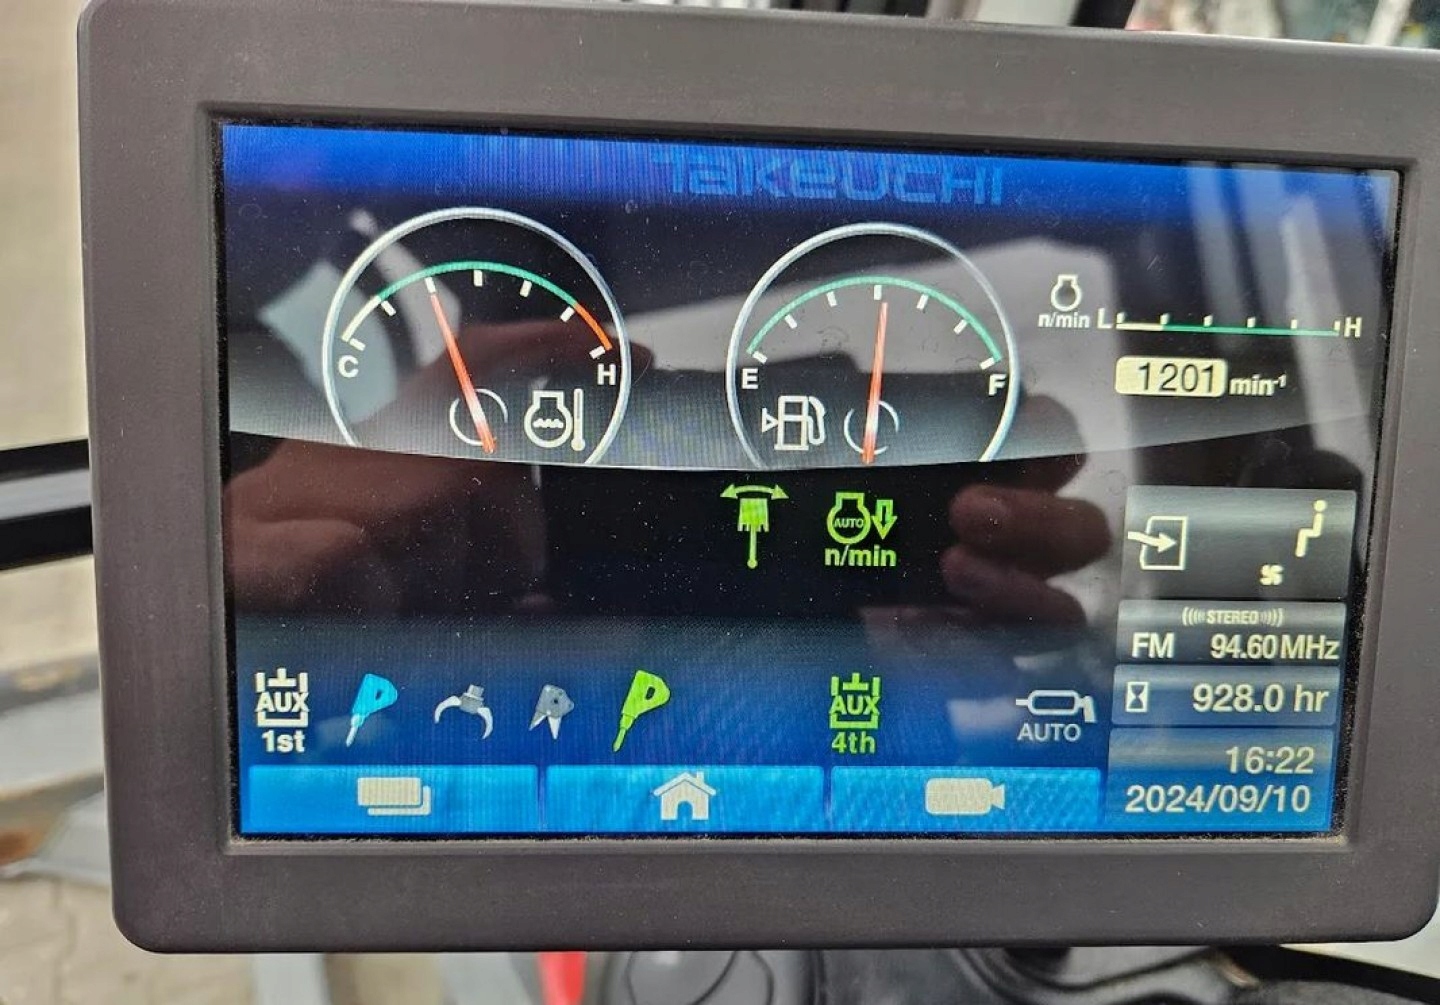 TAKEUCHI
C
H
E
F
n/min L H
1201 min⁻¹
AUTO
n/min
((((STEREO))))
FM 94.60MHz
AUX
1st
AUX
4th
AUTO
928.0 hr
16:22
2024/09/10